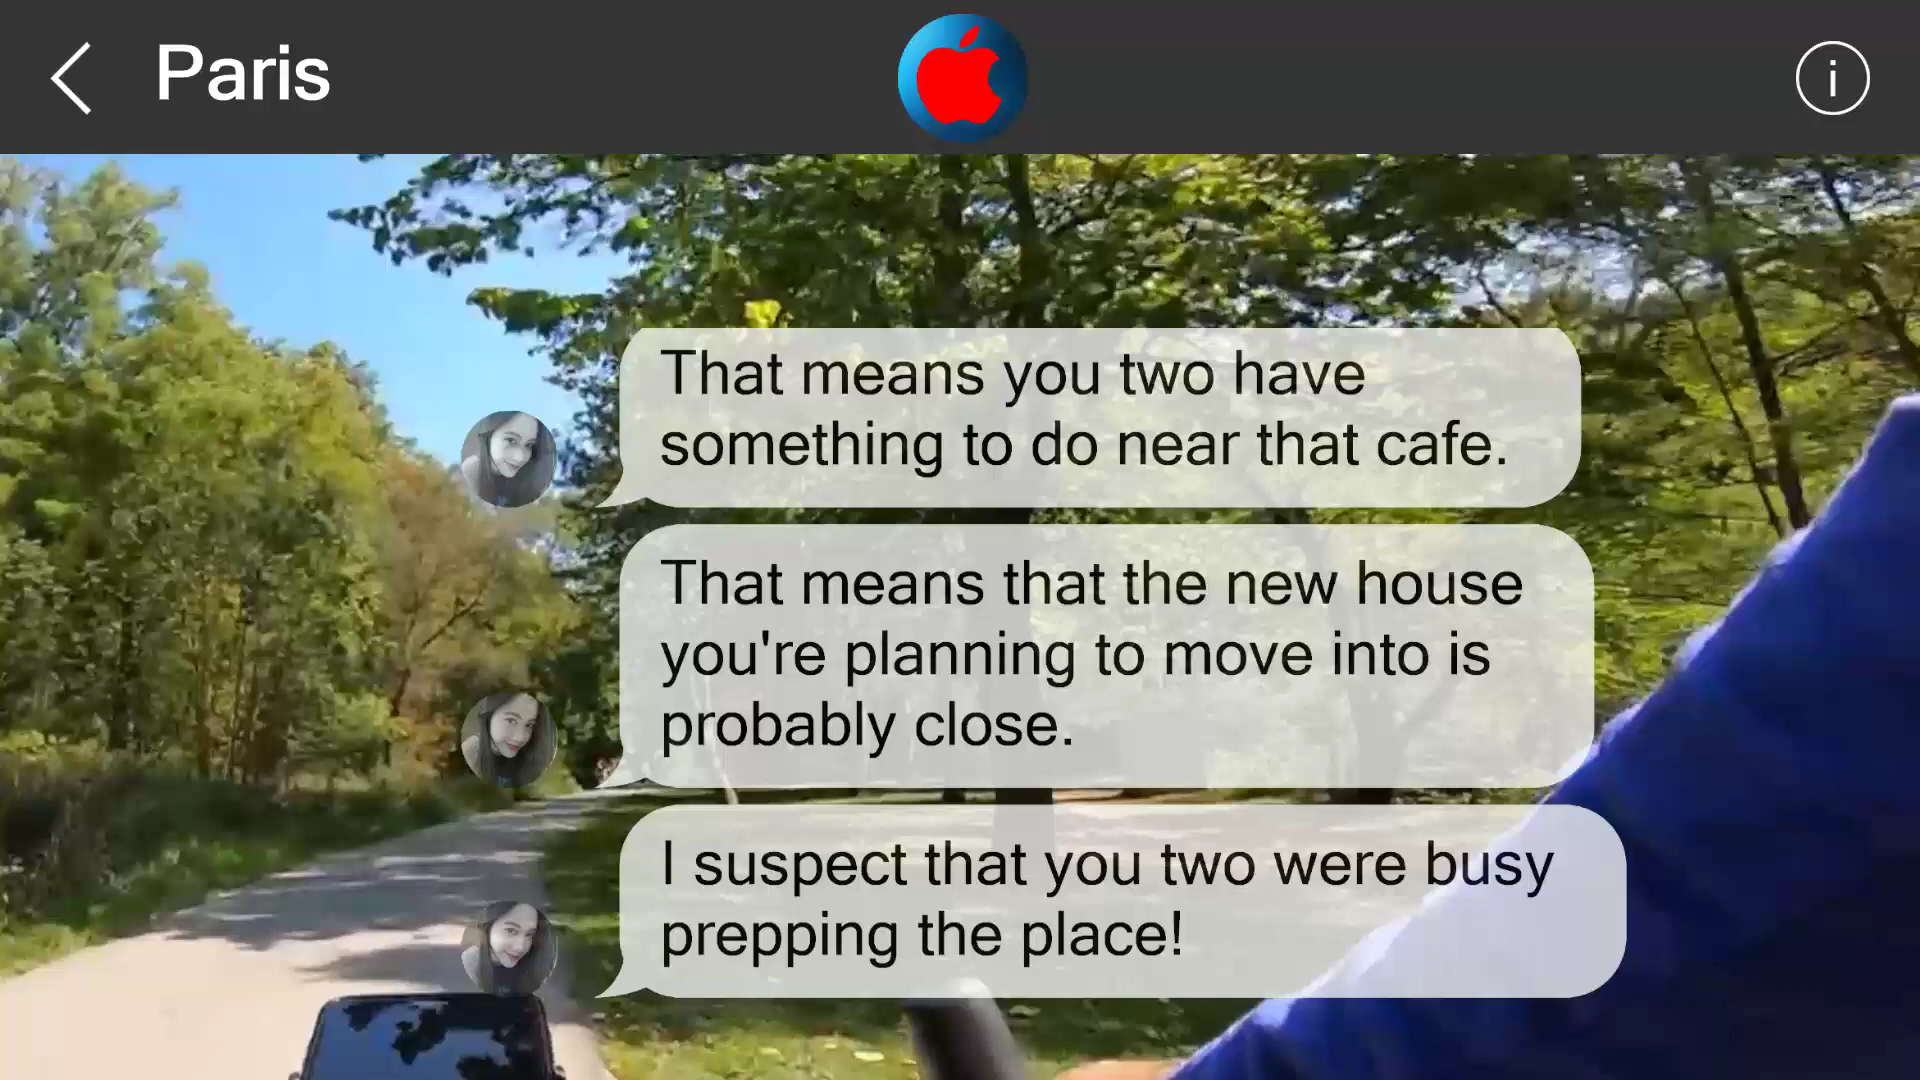 Paris
i
That means you two have
something to do near that cafe.
That means that the new house
you're planning to move into is
probably close.
I suspect that you two were busy
prepping the place!